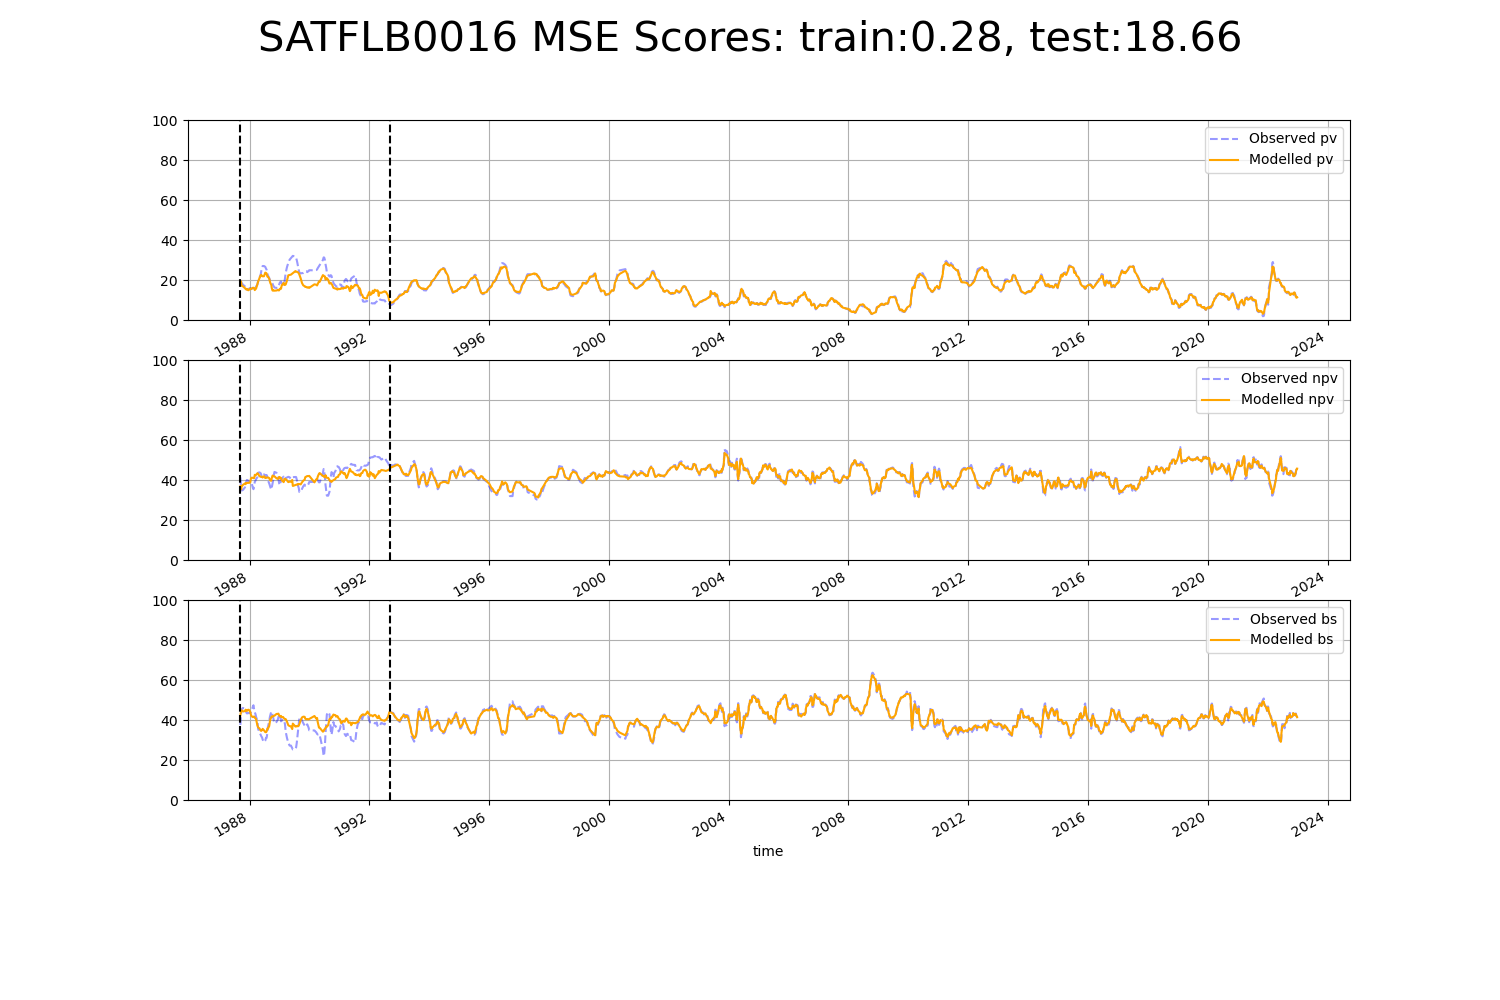 SATFLB0016 MSE Scores: train:0.28, test:18.66
100
80
60
40
20
0
Observed pv
Modelled pv
1988 1992 1996 2000 2004 2008 2012 2016 2020 2024
100
80
60
40
20
0
Observed npv
Modelled npv
1988 1992 1996 2000 2004 2008 2012 2016 2020 2024
100
80
60
40
20
0
Observed bs
Modelled bs
1988 1992 1996 2000 2004 2008 2012 2016 2020 2024
time